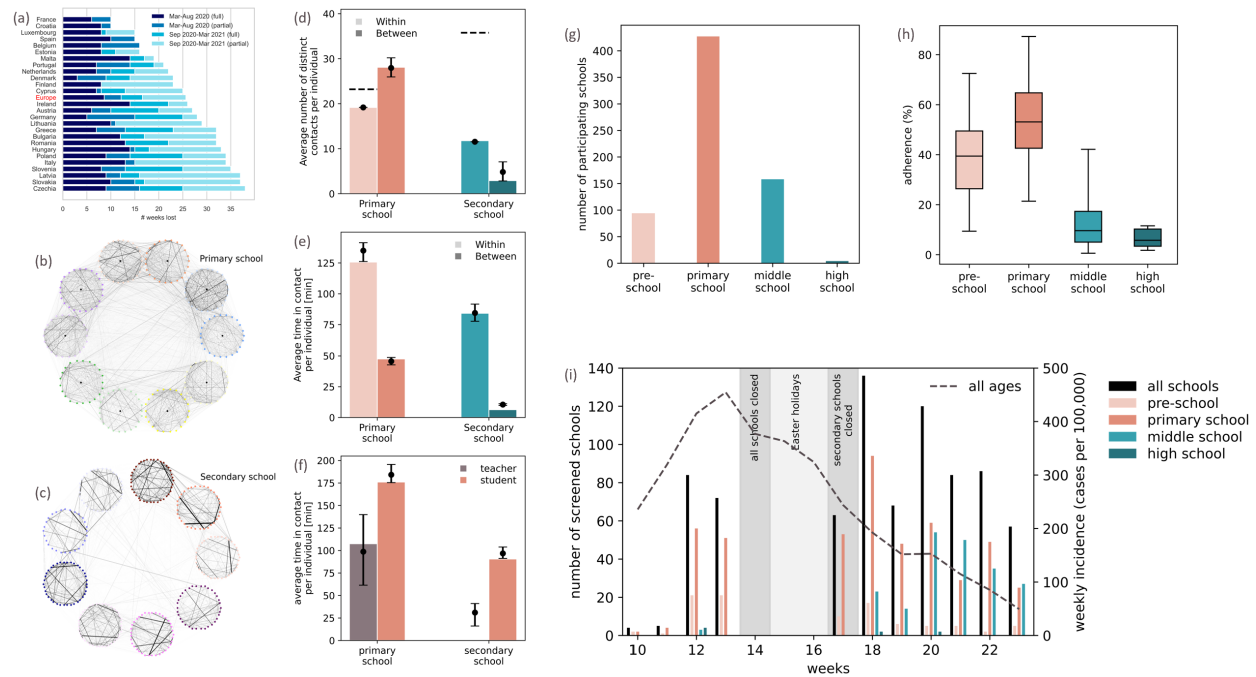 (a)
Mar-Aug 2020 (full)
Mar-Aug 2020 (partial)
Sep 2020-Mar 2021 (full)
Sep 2020-Mar 2021 (partial)
France
Croatia
Luxembourg
Spain
Belgium
Estonia
Malta
Portugal
Netherlands
Denmark
Finland
Cyprus
Europe
Ireland
Austria
Germany
Lithuania
Greece
Bulgaria
Romania
Hungary
Poland
Italy
Slovenia
Latvia
Slovakia
Czechia
0 5 10 15 20 25 30 35
# weeks lost
(b)
Primary school
(c)
Secondary school
(d)
Within
Between
Average number of distinct
contacts per individual
40
30
20
10
0
Primary
school
Secondary
school
(e)
Within
Between
Average time in contact
per individual [min]
125
100
75
50
25
0
Primary
school
Secondary
school
(f)
teacher
student
average time in contact
per individual [min]
200
175
150
125
100
75
50
25
0
primary
school
secondary
school
(g)
number of participating schools
400
350
300
250
200
150
100
50
0
pre-
school
primary
school
middle
school
high
school
(h)
adherence (%)
80
60
40
20
0
pre-
school
primary
school
middle
school
high
school
(i)
number of screened schools
140
120
100
80
60
40
20
0
all schools closed
Easter holidays
secondary schools
closed
all ages
500
400
300
200
100
0
weekly incidence (cases per 100,000)
10 12 14 16 18 20 22
weeks
all schools
pre-school
primary school
middle school
high school